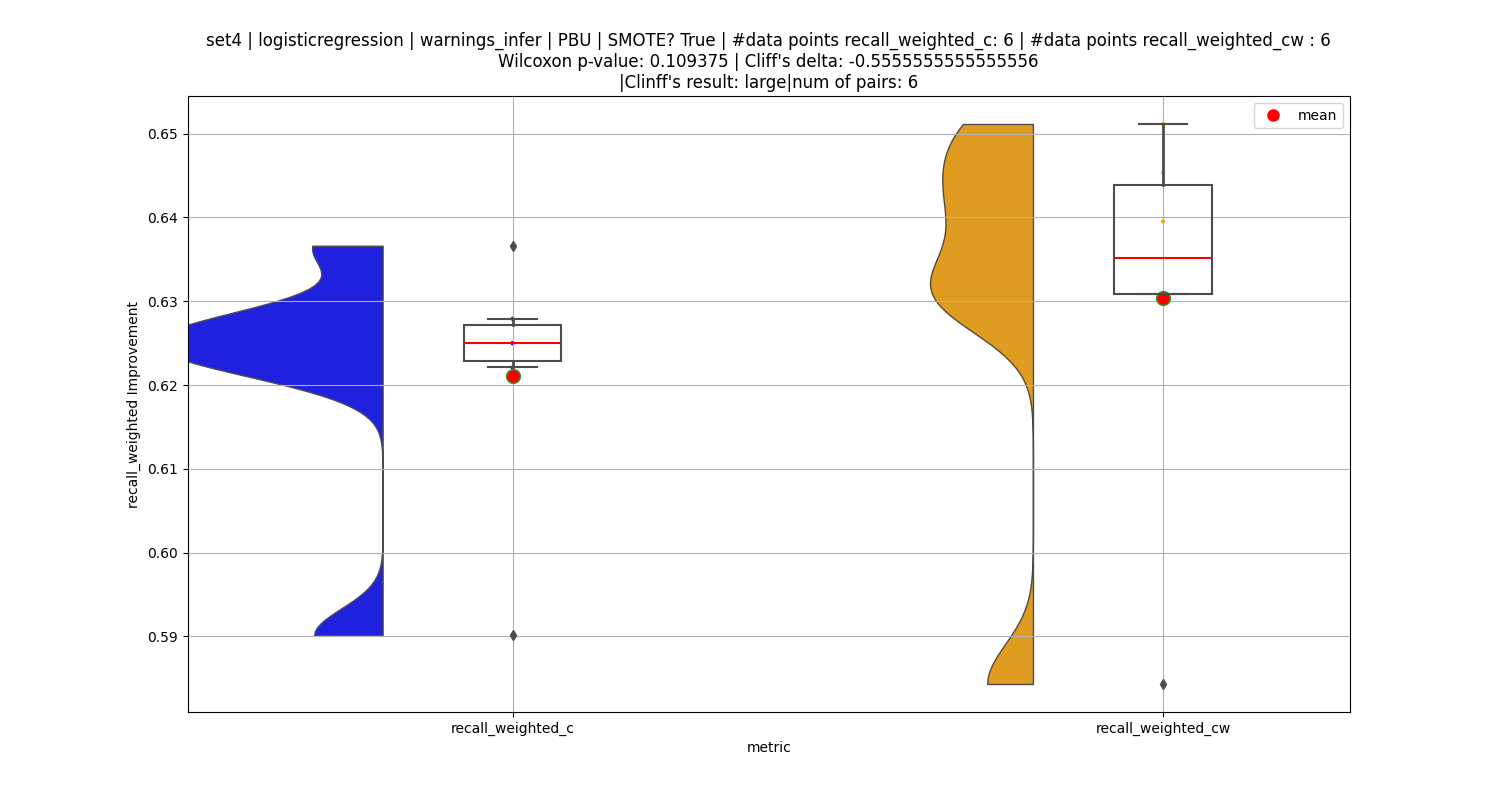 set4 | logisticregression | warnings_infer | PBU | SMOTE? True | #data points recall_weighted_c: 6 | #data points recall_weighted_cw : 6
Wilcoxon p-value: 0.109375 | Cliff's delta: -0.5555555555555556
|Clinff's result: large|num of pairs: 6
mean
0.65
0.64
0.63
0.62
0.61
0.60
0.59
recall_weighted Improvement
recall_weighted_c
recall_weighted_cw
metric